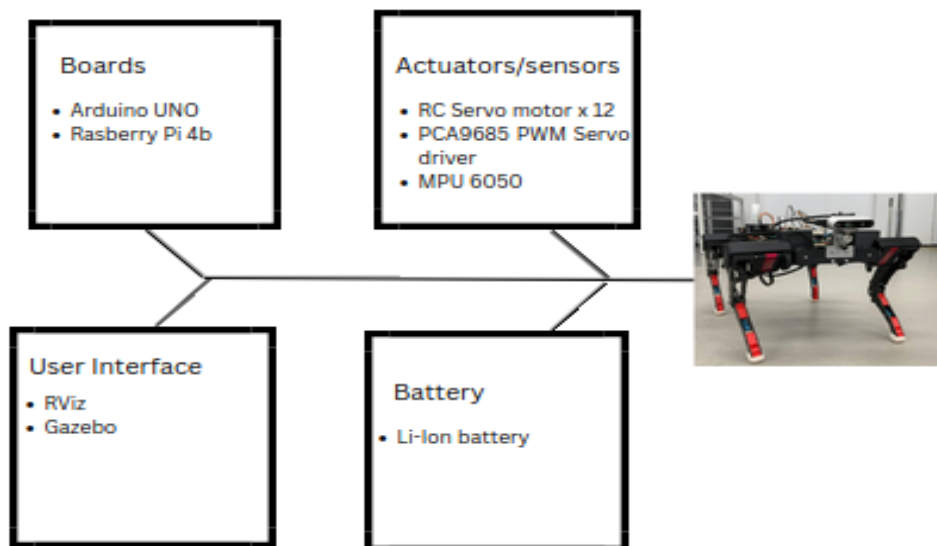 Boards
• Arduino UNO
• Rasberry Pi 4b
Actuators/sensors
• RC Servo motor x 12
• PCA9685 PWM Servo
driver
• MPU 6050
User Interface
• RViz
• Gazebo
Battery
• Li-Ion battery